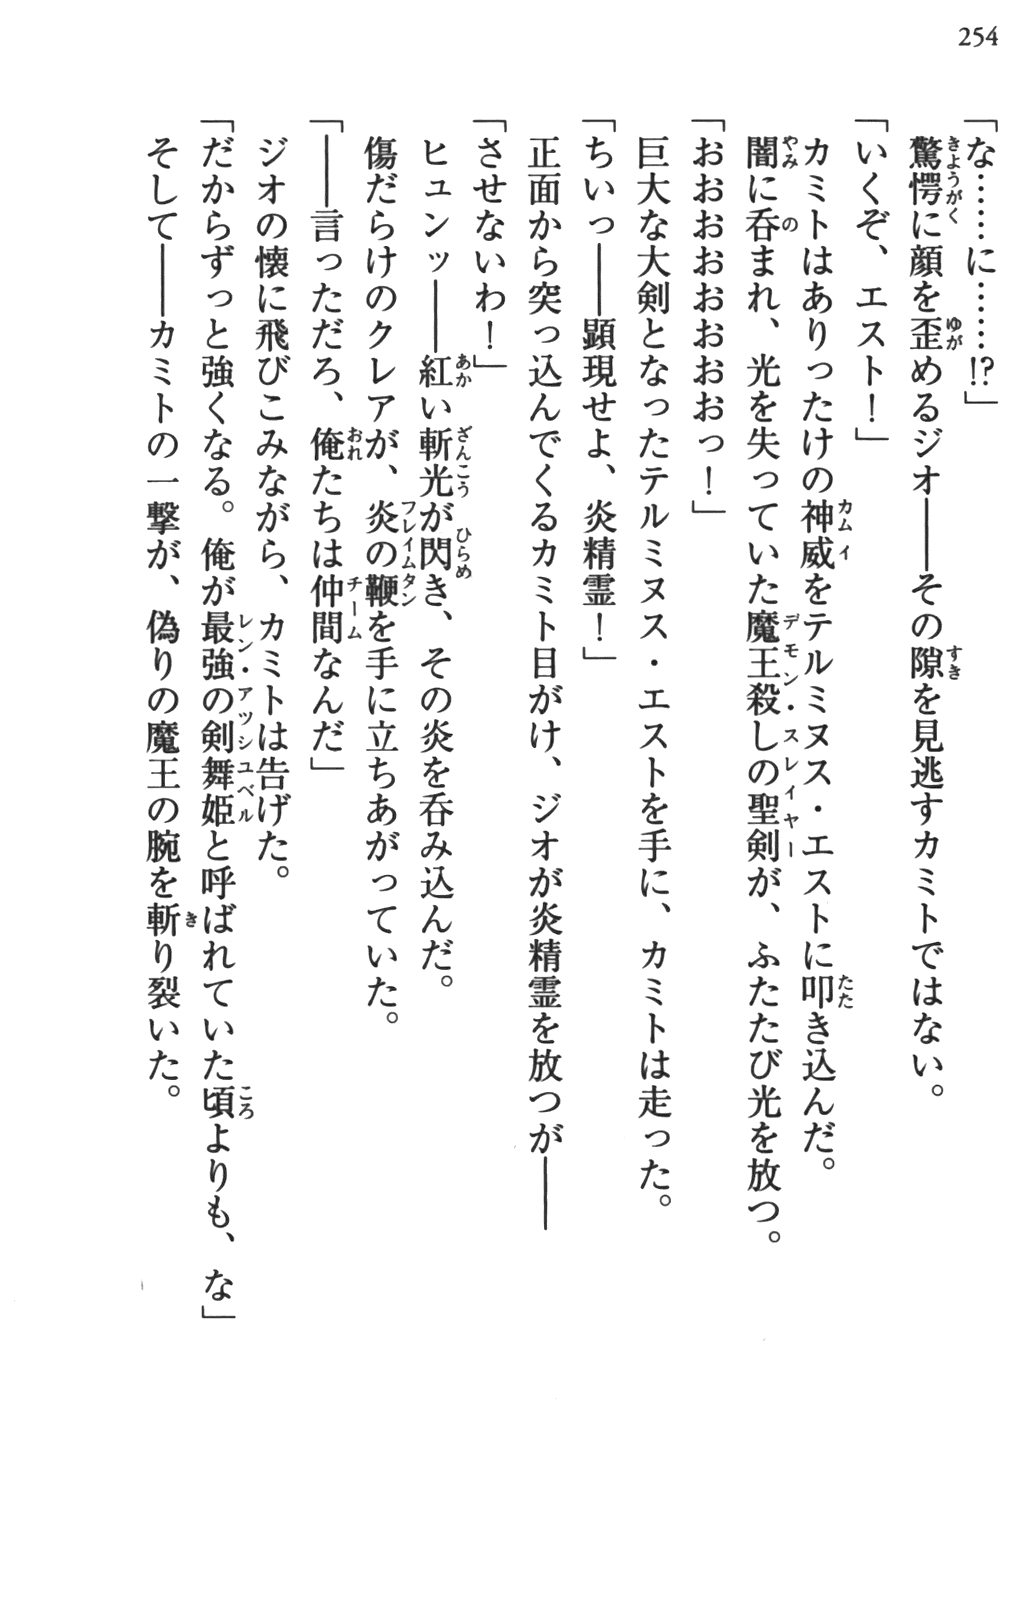 254
「な……に……!?」
驚愕に顔を歪めるジオ――その隙を見逃すカミトではない。
「いくぞ、エスト！」
カミトはありったけの神威をテルミヌス・エストに叩き込んだ。
闇に呑まれ、光を失っていた魔王殺しの聖剣が、ふたたび光を放つ。
「おおおおおおおっ！」
巨大な大剣となったテルミヌス・エストを手に、カミトは走った。
「ちいっ――顕現せよ、炎精霊！」
正面から突っ込んでくるカミト目がけ、ジオが炎精霊を放つが――
「させないわ！」
ヒュンッ――紅い斬光が閃き、その炎を呑み込んだ。
傷だらけのクレアが、炎の鞭を手に立ちあがっていた。
「――言っただろ、俺たちは仲間なんだ」
ジオの懐に飛びこみながら、カミトは告げた。
「だからずっと強くなる。俺が最強の剣舞姫と呼ばれていた頃よりも、な」
そして――カミトの一撃が、偽りの魔王の腕を斬り裂いた。